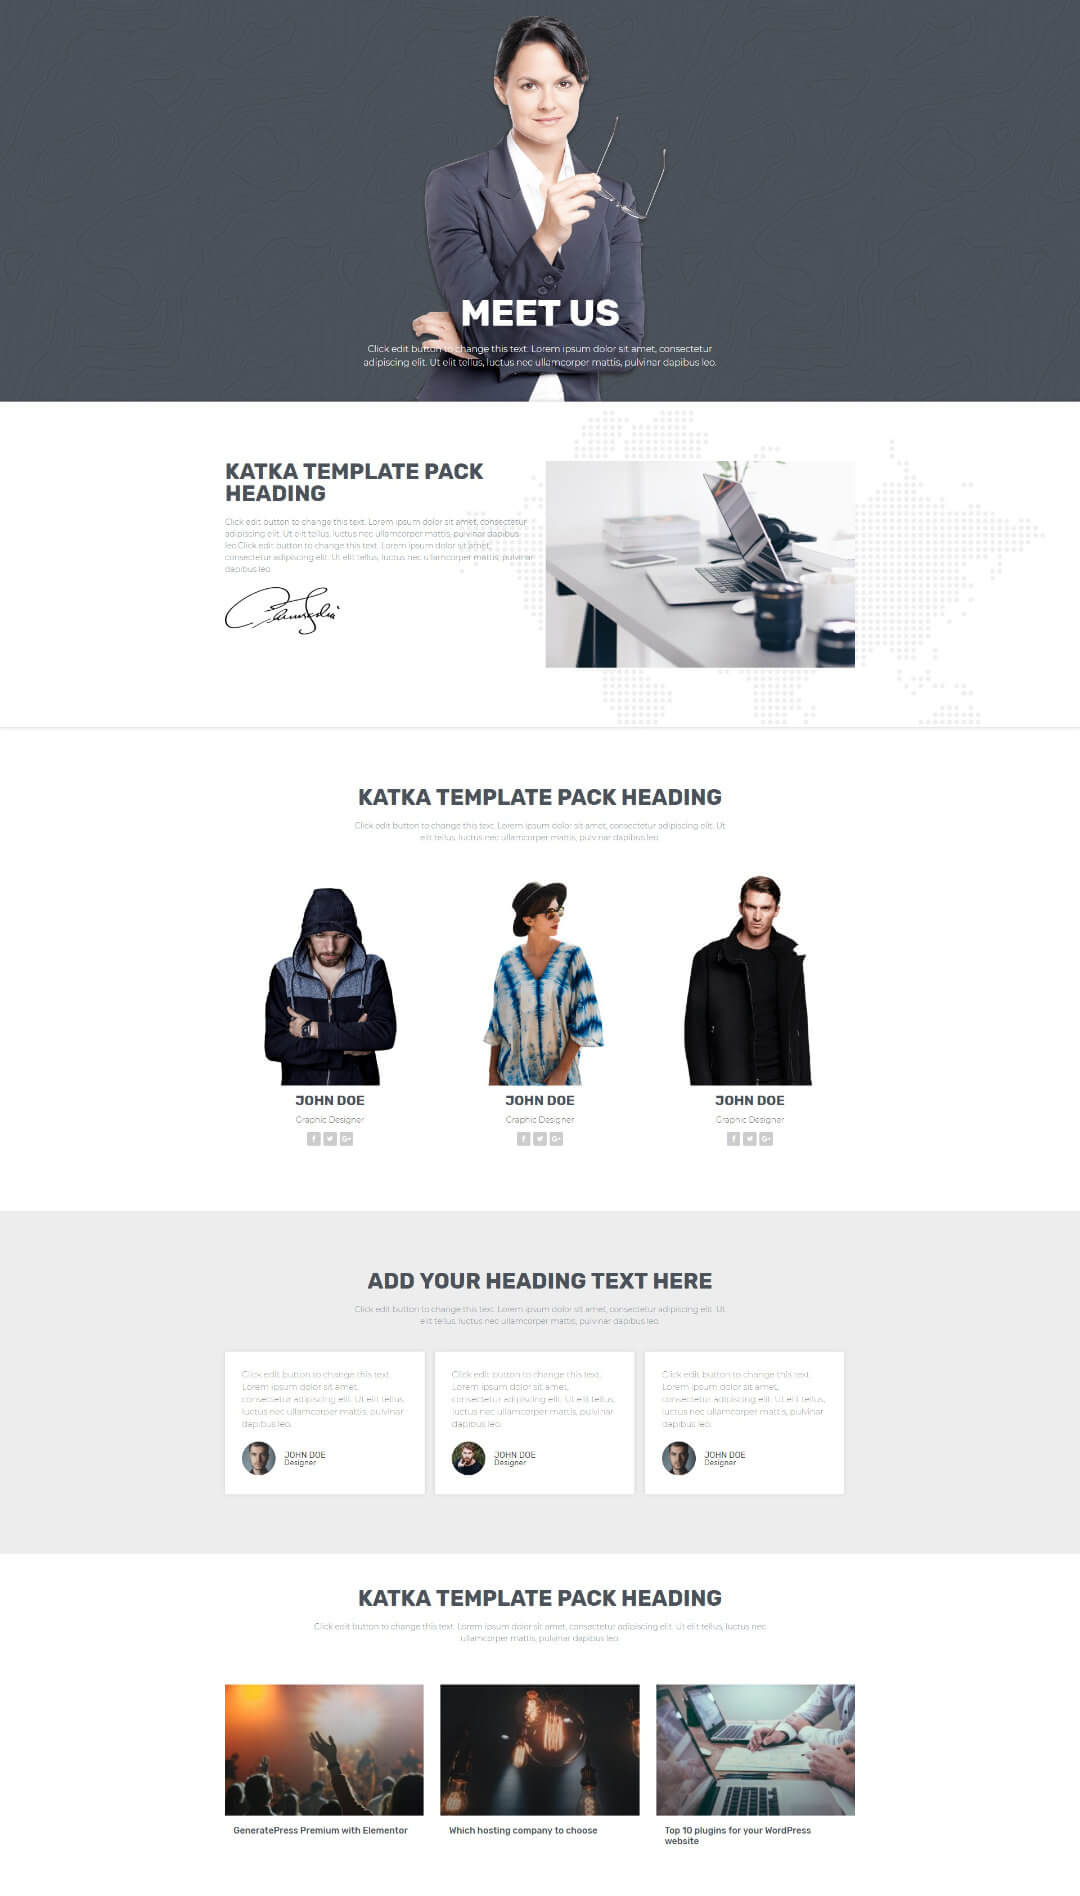 MEET US
Click edit button to change this text. Lorem ipsum dolor sit amet, consectetur
adipiscing elit. Ut elit tellus, luctus nec ullamcorper mattis, pulvinar dapibus leo.
KATKA TEMPLATE PACK
HEADING
Click edit button to change this text. Lorem ipsum dolor sit amet, consectetur
adipiscing elit. Ut elit tellus, luctus nec ullamcorper mattis, pulvinar dapibus
leo.Click edit button to change this text. Lorem ipsum dolor sit amet,
consectetur adipiscing elit. Ut elit tellus, luctus nec ullamcorper mattis, pulvinar
dapibus leo.
KATKA TEMPLATE PACK HEADING
Click edit button to change this text. Lorem ipsum dolor sit amet, consectetur adipiscing elit. Ut
elit tellus, luctus nec ullamcorper mattis, pulvinar dapibus leo.
JOHN DOE
Graphic Designer
JOHN DOE
Graphic Designer
JOHN DOE
Graphic Designer
ADD YOUR HEADING TEXT HERE
Click edit button to change this text. Lorem ipsum dolor sit amet, consectetur adipiscing elit. Ut
elit tellus, luctus nec ullamcorper mattis, pulvinar dapibus leo.
Click edit button to change this text.
Lorem ipsum dolor sit amet,
consectetur adipiscing elit. Ut elit tellus,
luctus nec ullamcorper mattis, pulvinar
dapibus leo.
JOHN DOE
Designer
Click edit button to change this text.
Lorem ipsum dolor sit amet,
consectetur adipiscing elit. Ut elit tellus,
luctus nec ullamcorper mattis, pulvinar
dapibus leo.
JOHN DOE
Designer
Click edit button to change this text.
Lorem ipsum dolor sit amet,
consectetur adipiscing elit. Ut elit tellus,
luctus nec ullamcorper mattis, pulvinar
dapibus leo.
JOHN DOE
Designer
KATKA TEMPLATE PACK HEADING
Click edit button to change this text. Lorem ipsum dolor sit amet, consectetur adipiscing elit. Ut elit tellus, luctus nec
ullamcorper mattis, pulvinar dapibus leo.
GeneratePress Premium with Elementor
Which hosting company to choose
Top 10 plugins for your WordPress
website